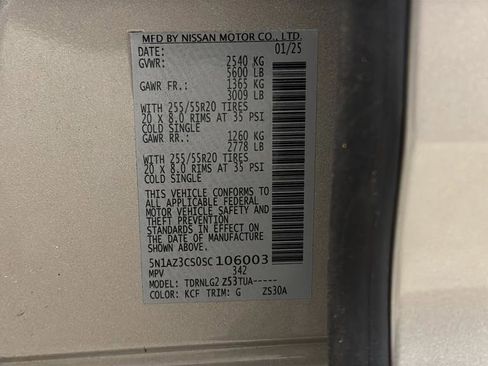 MFD BY NISSAN MOTOR CO., LTD.
DATE: 01/25
GVWR: 2540 KG
5600 LB
GAWR FR.: 1365 KG
3009 LB
WITH 255/55R20 TIRES
20 X 8.0 RIMS AT 35 PSI
COLD SINGLE
GAWR RR.: 1260 KG
2778 LB
WITH 255/55R20 TIRES
20 X 8.0 RIMS AT 35 PSI
COLD SINGLE
THIS VEHICLE CONFORMS TO
ALL APPLICABLE FEDERAL
MOTOR VEHICLE SAFETY AND
THEFT PREVENTION
STANDARDS IN EFFECT ON
THE DATE OF MANUFACTURE
SHOWN ABOVE.
5N1AZ3CS0SC106003
MPV 342
MODEL: TDRNLG2 Z53TUA-----
COLOR: KCF TRIM: G ZS30A